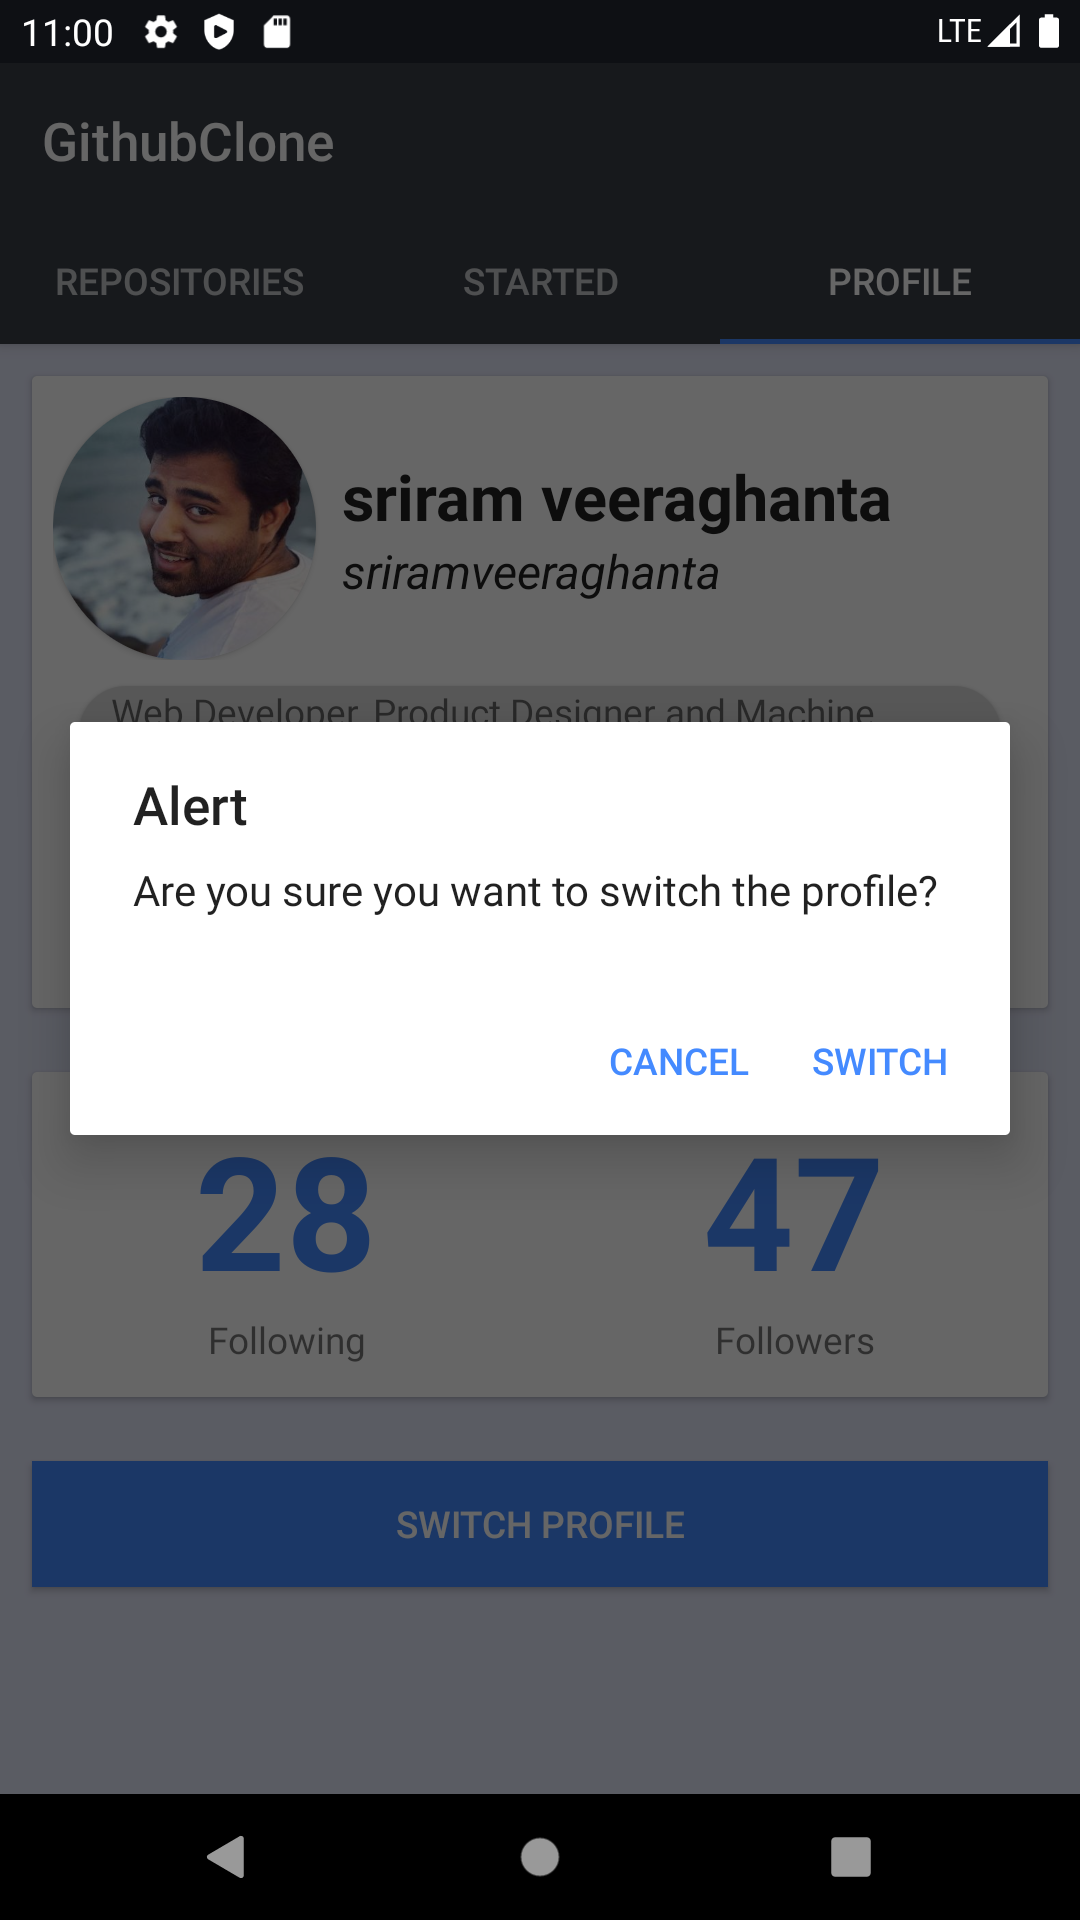 11:00 LTE
GithubClone
REPOSITORIES STARTED PROFILE
sriram veeraghanta
sriramveeraghanta
Web Developer, Product Designer and Machine
Alert
Are you sure you want to switch the profile?
CANCEL SWITCH
28 47
Following Followers
SWITCH PROFILE